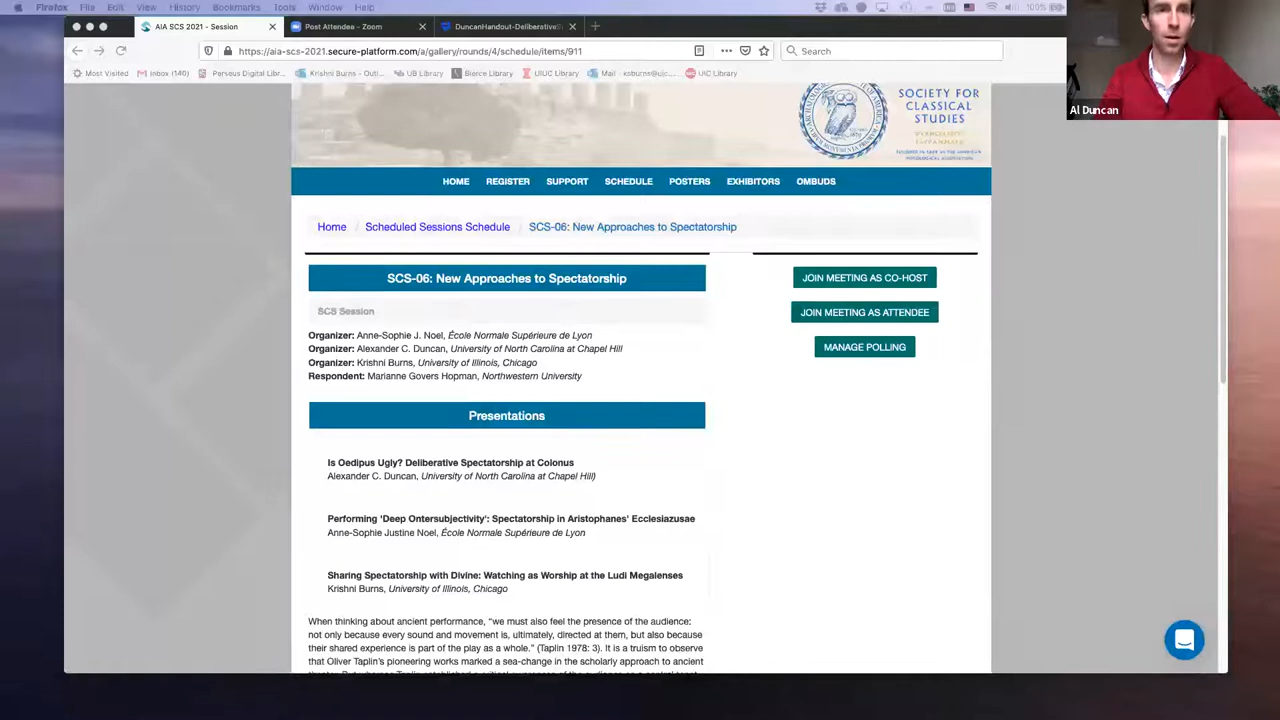 Firefox File Edit View History Bookmarks Tools Window Help
100%
AIA SCS 2021 - Session
Post Attendee - Zoom
DuncanHandout-Deliberative
https://aia-scs-2021.secure-platform.com/a/gallery/rounds/4/schedule/items/911
Search
Most Visited
Inbox (140)
Perseus Digital Libr...
Krishni Burns - Outl...
UB Library
Bierce Library
UIUC Library
Mail - ksburns@uic....
UIC Library
Al Duncan
SOCIETY FOR
CLASSICAL
STUDIES
HOME REGISTER SUPPORT SCHEDULE POSTERS EXHIBITORS OMBUDS
Home / Scheduled Sessions Schedule / SCS-06: New Approaches to Spectatorship
SCS-06: New Approaches to Spectatorship
SCS Session
Organizer: Anne-Sophie J. Noel, École Normale Supérieure de Lyon
Organizer: Alexander C. Duncan, University of North Carolina at Chapel Hill
Organizer: Krishni Burns, University of Illinois, Chicago
Respondent: Marianne Govers Hopman, Northwestern University
JOIN MEETING AS CO-HOST
JOIN MEETING AS ATTENDEE
MANAGE POLLING
Presentations
Is Oedipus Ugly? Deliberative Spectatorship at Colonus
Alexander C. Duncan, University of North Carolina at Chapel Hill)
Performing 'Deep Ontersubjectivity': Spectatorship in Aristophanes' Ecclesiazusae
Anne-Sophie Justine Noel, École Normale Supérieure de Lyon
Sharing Spectatorship with Divine: Watching as Worship at the Ludi Megalenses
Krishni Burns, University of Illinois, Chicago
When thinking about ancient performance, "we must also feel the presence of the audience:
not only because every sound and movement is, ultimately, directed at them, but also because
their shared experience is part of the play as a whole." (Taplin 1978: 3). It is a truism to observe
that Oliver Taplin's pioneering works marked a sea-change in the scholarly approach to ancient